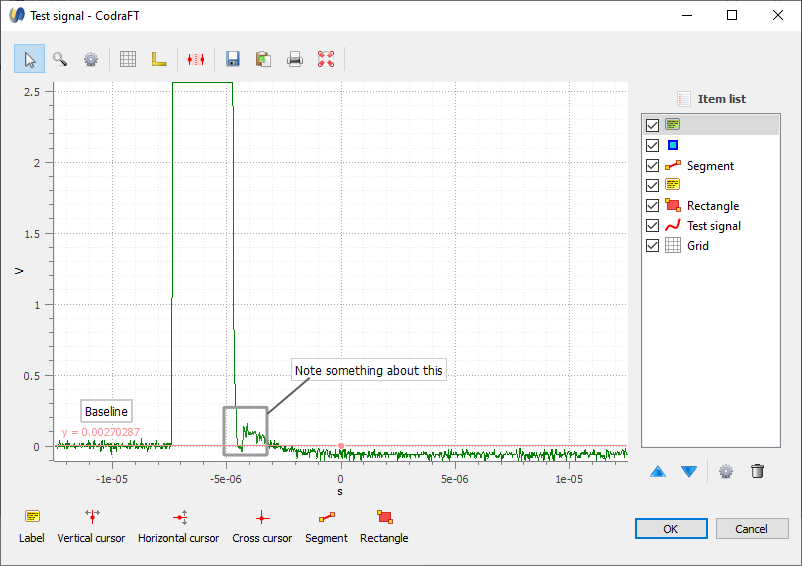 Test signal - CodraFT
2.5
2
1.5
1
0.5
0
V
Note something about this
Baseline
y = 0.00270287
-1e-05
-5e-06
0
5e-06
1e-05
s
Item list
Segment
Rectangle
Test signal
Grid
Label
Vertical cursor
Horizontal cursor
Cross cursor
Segment
Rectangle
OK
Cancel